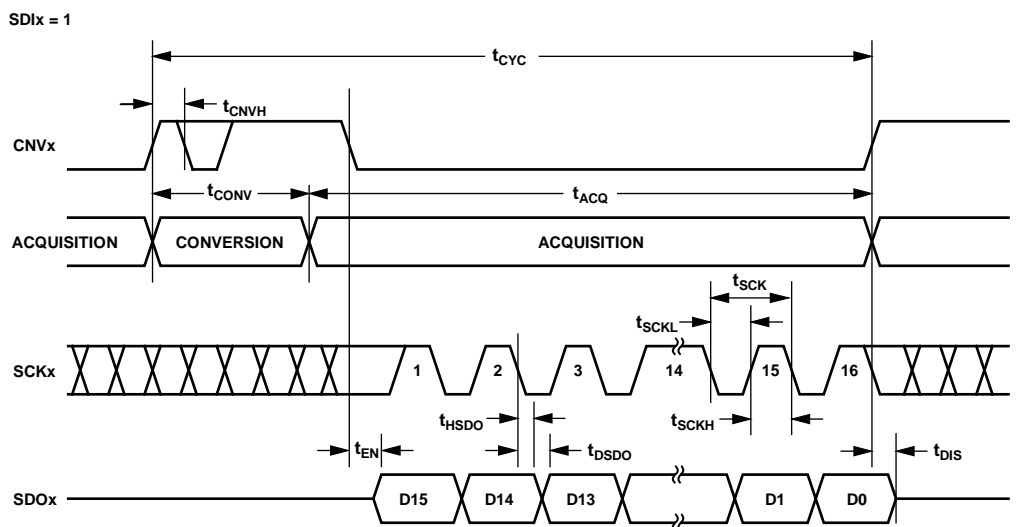 SDIx = 1
tCYC
tCNVH
CNVx
tCONV
tACQ
ACQUISITION CONVERSION ACQUISITION
tSCK
tSCKL
SCKx 1 2 3 14 15 16
tHSDO
tSCKH
tEN
tDSDO
tDIS
SDOx D15 D14 D13 D1 D0